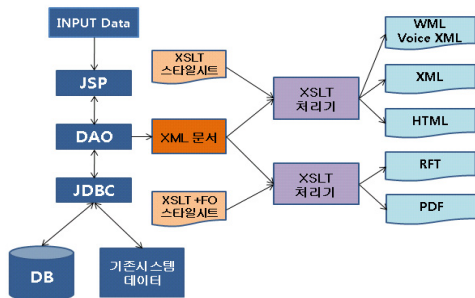 INPUT Data
JSP
DAO
JDBC
DB
기존시스템
데이터
XSLT
스타일시트
XML 문서
XSLT +FO
스타일시트
XSLT
처리기
XSLT
처리기
WML
Voice XML
XML
HTML
RFT
PDF